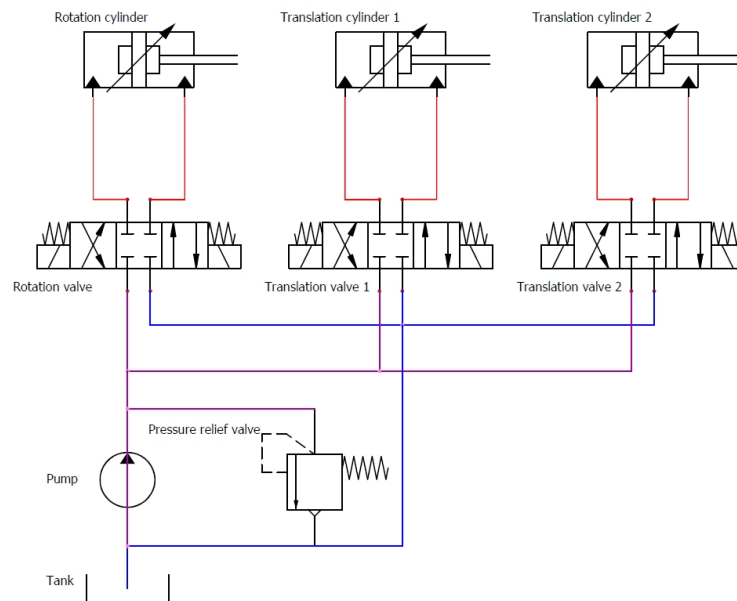 Rotation cylinder
Translation cylinder 1
Translation cylinder 2
Rotation valve
Translation valve 1
Translation valve 2
Pressure relief valve
Pump
Tank